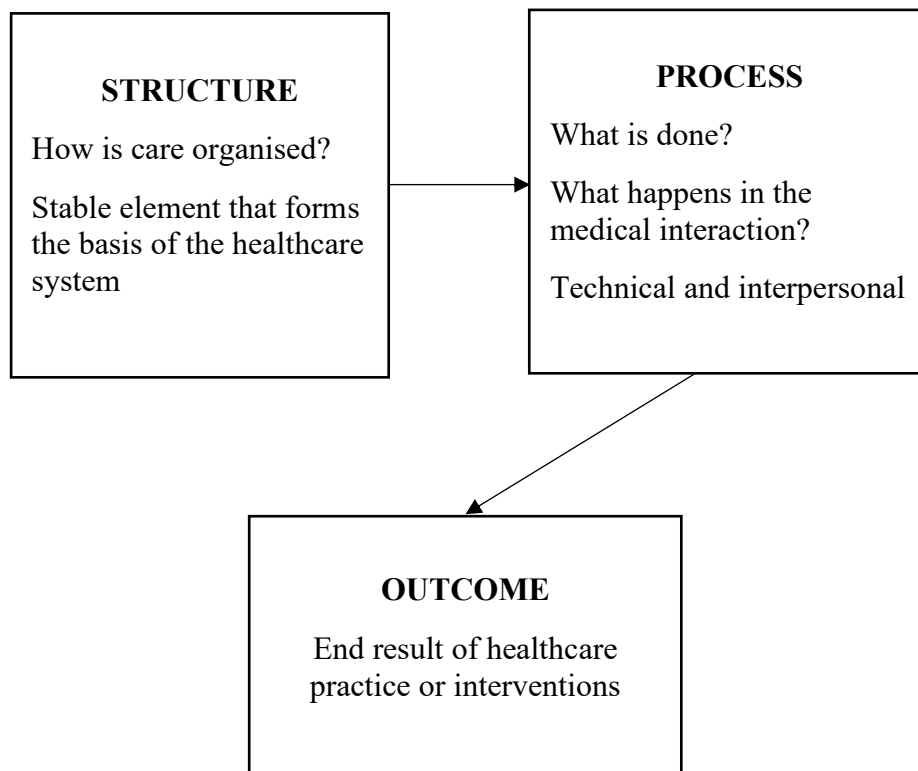 STRUCTURE
How is care organised?
Stable element that forms
the basis of the healthcare
system
PROCESS
What is done?
What happens in the
medical interaction?
Technical and interpersonal
OUTCOME
End result of healthcare
practice or interventions